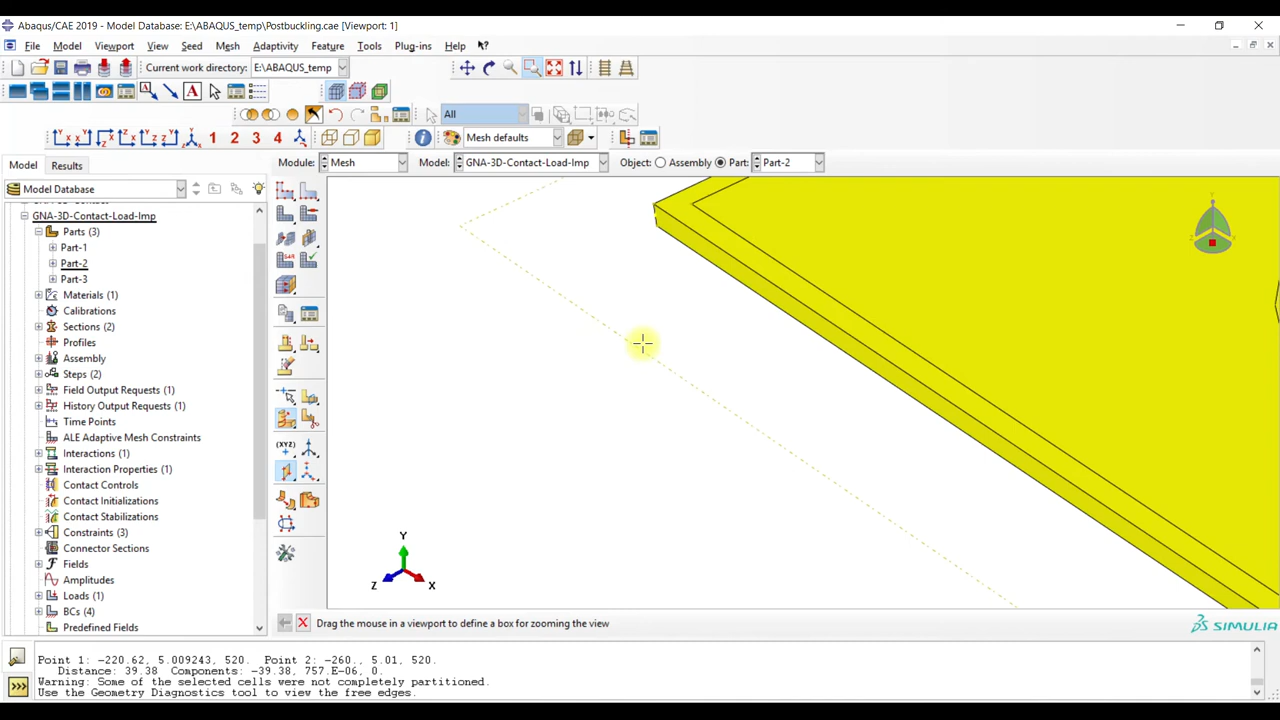 Abaqus/CAE 2019 - Model Database: E:\ABAQUS_temp\Postbuckling.cae [Viewport: 1]
File Model Viewport View Seed Mesh Adaptivity Feature Tools Plug-ins Help
Current work directory: E:\ABAQUS_temp
All
1 2 3 4 Mesh defaults
Model Results Module: Mesh Model: GNA-3D-Contact-Load-Imp Object: Assembly Part: Part-2
Model Database
GNA-3D-Contact-Load-Imp
Parts (3)
Part-1
Part-2
Part-3
Materials (1)
Calibrations
Sections (2)
Profiles
Assembly
Steps (2)
Field Output Requests (1)
History Output Requests (1)
Time Points
ALE Adaptive Mesh Constraints
Interactions (1)
Interaction Properties (1)
Contact Controls
Contact Initializations
Contact Stabilizations
Constraints (3)
Connector Sections
Fields
Amplitudes
Loads (1)
BCs (4)
Predefined Fields
Y
Z X
Drag the mouse in a viewport to define a box for zooming the view
SIMULIA
Point 1: -220.62, 5.009243, 520. Point 2: -260., 5.01, 520.
Distance: 39.38 Components: -39.38, 757.E-06, 0.
Warning: Some of the selected cells were not completely partitioned.
Use the Geometry Diagnostics tool to view the free edges.